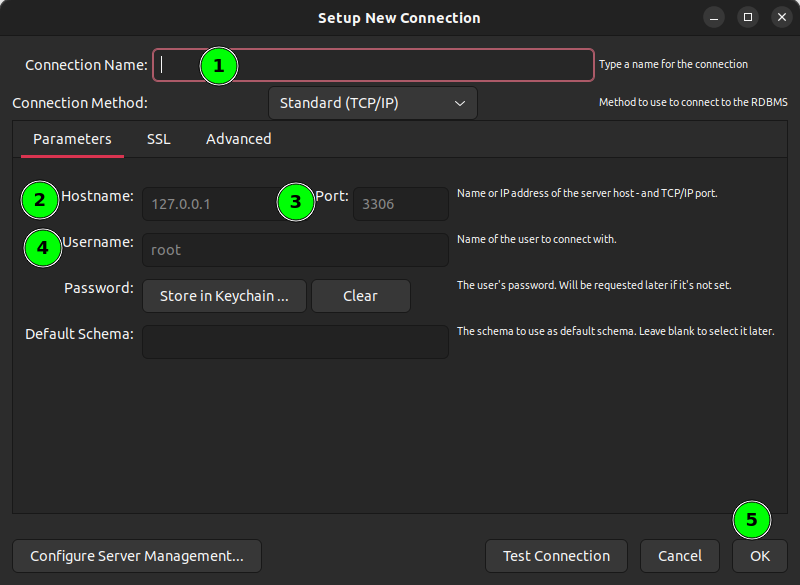 Setup New Connection
Connection Name: 1 Type a name for the connection
Connection Method: Standard (TCP/IP) Method to use to connect to the RDBMS
Parameters SSL Advanced
2 Hostname: 127.0.0.1 3 Port: 3306 Name or IP address of the server host - and TCP/IP port.
4 Username: root Name of the user to connect with.
Password: Store in Keychain ... Clear The user's password. Will be requested later if it's not set.
Default Schema: The schema to use as default schema. Leave blank to select it later.
5
Configure Server Management... Test Connection Cancel OK